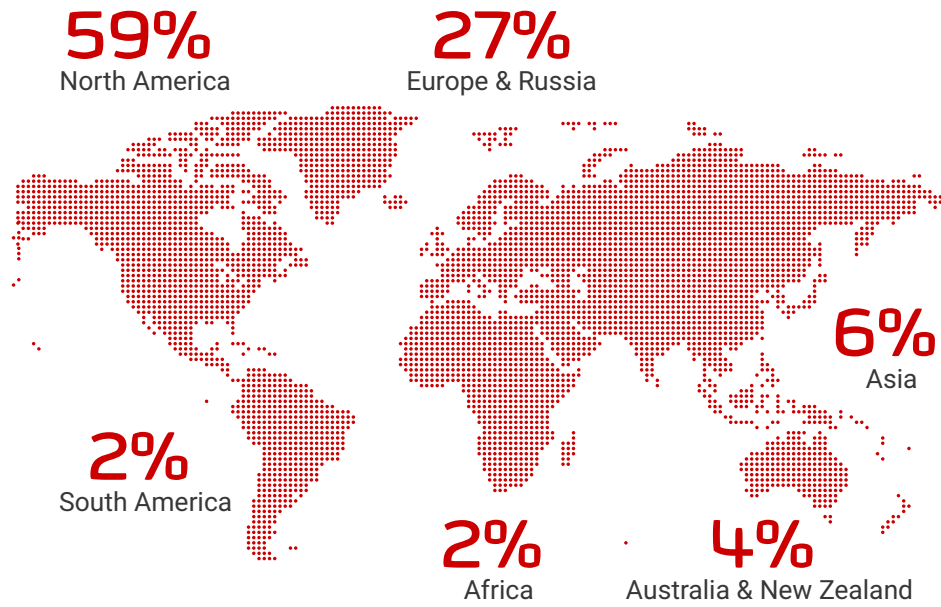 59%
North America
27%
Europe & Russia
6%
Asia
2%
South America
2%
Africa
4%
Australia & New Zealand